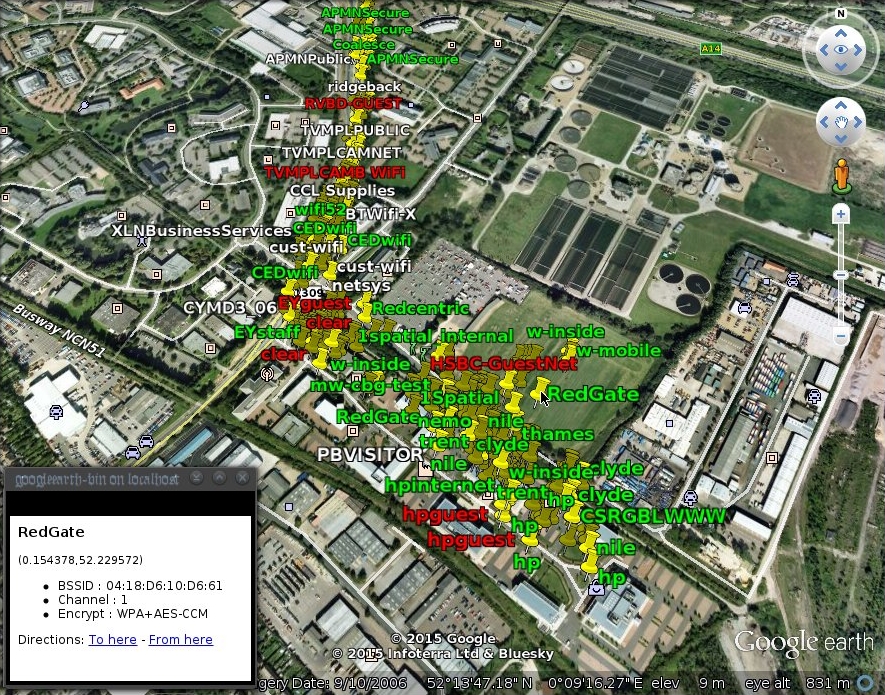 N
APMNSecure
APMNSecure
Coalesce
APMNPublic
APMNSecure
A14
ridgeback
RVBD-GUEST
TVMPLPUBLIC
TVMPLCAMNET
TVMPLCAMB WiFi
CCL Supplies
wifi52
BTWifi-X
XLNBusinessServices
CEDwifi
CEDwifi
cust-wifi
CEDwifi
cust-wifi
netsys
CYMD3_06
EYguest
Redcentric
Busway-NCN51
EYstaff
clear
1spatial_internal
w-inside
clear
w-mobile
w-inside
HSBC-GuestNet
mw-cbg-test
1Spatial
RedGate
RedGate
nemo
nile
trent
clyde
thames
PBVISITOR
nile
w-inside
clyde
hpinternet
trent
hp
clyde
hpguest
hp
CSRGBLWWW
hpguest
nile
hp
hp
googleearth-bin on localhost
RedGate
(0.154378,52.229572)
BSSID : 04:18:D6:10:D6:61
Channel : 1
Encrypt : WPA+AES-CCM
Directions: To here - From here
© 2015 Google
© 2015 Infoterra Ltd & Bluesky
Google earth
gery Date: 9/10/2006 52°13'47.18" N 0°09'16.27" E elev 9 m eye alt 831 m